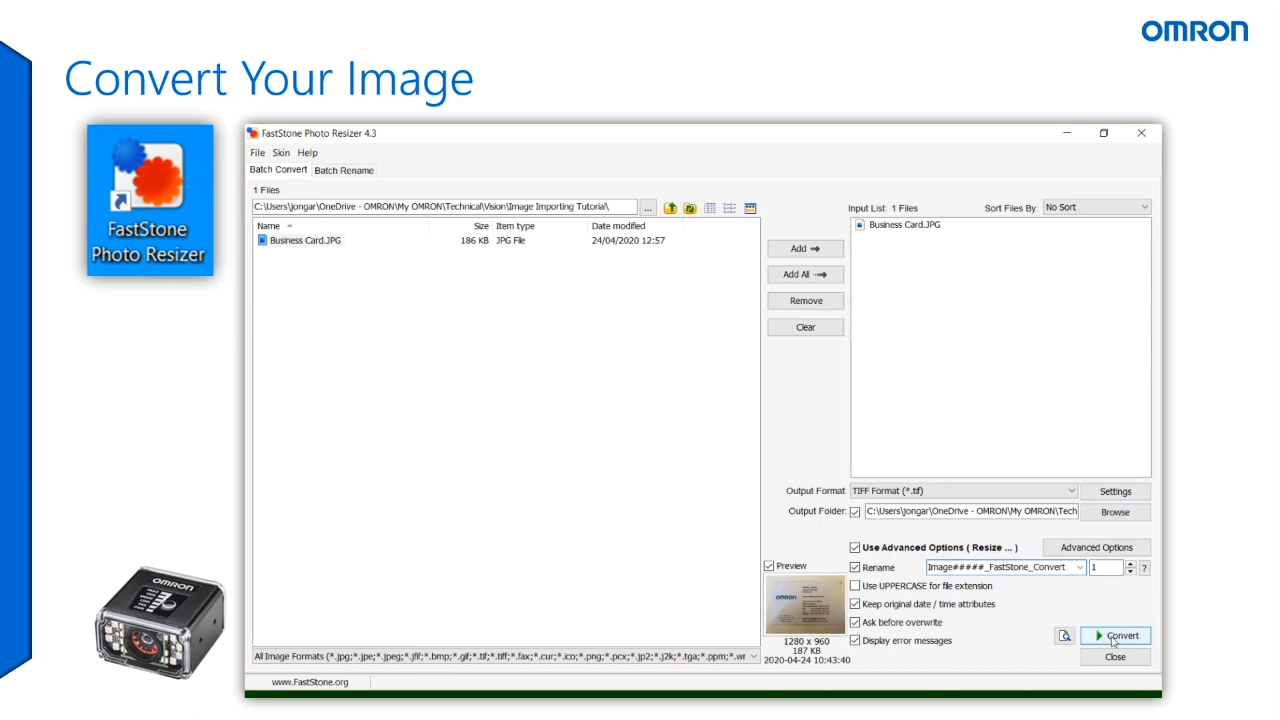 OMRON
Convert Your Image
FastStone
Photo Resizer
FastStone Photo Resizer 4.3
File Skin Help
Batch Convert Batch Rename
1 Files
C:\Users\jongar\OneDrive - OMRON\My OMRON\Technical\Vision\Image Importing Tutorial\ ...
Input List: 1 Files Sort Files By: No Sort
Name Size Item type Date modified
Business Card.JPG 186 KB JPG File 24/04/2020 12:57
Business Card.JPG
Add
Add All
Remove
Clear
Output Format: TIFF Format (*.tif) Settings
Output Folder: C:\Users\jongar\OneDrive - OMRON\My OMRON\Tech Browse
Use Advanced Options ( Resize ... ) Advanced Options
Preview Rename Image#####_FastStone_Convert 1 ?
Use UPPERCASE for file extension
Keep original date / time attributes
Ask before overwrite
Display error messages
Convert
Close
OMRON
1280 x 960
187 KB
2020-04-24 10:43:40
All Image Formats (*.jpg;*.jpe;*.jpeg;*.jfif;*.bmp;*.gif;*.tif;*.tiff;*.fax;*.cur;*.ico;*.png;*.pcx;*.jp2;*.j2k;*.tga;*.ppm;*.wr
www.FastStone.org
OMRON